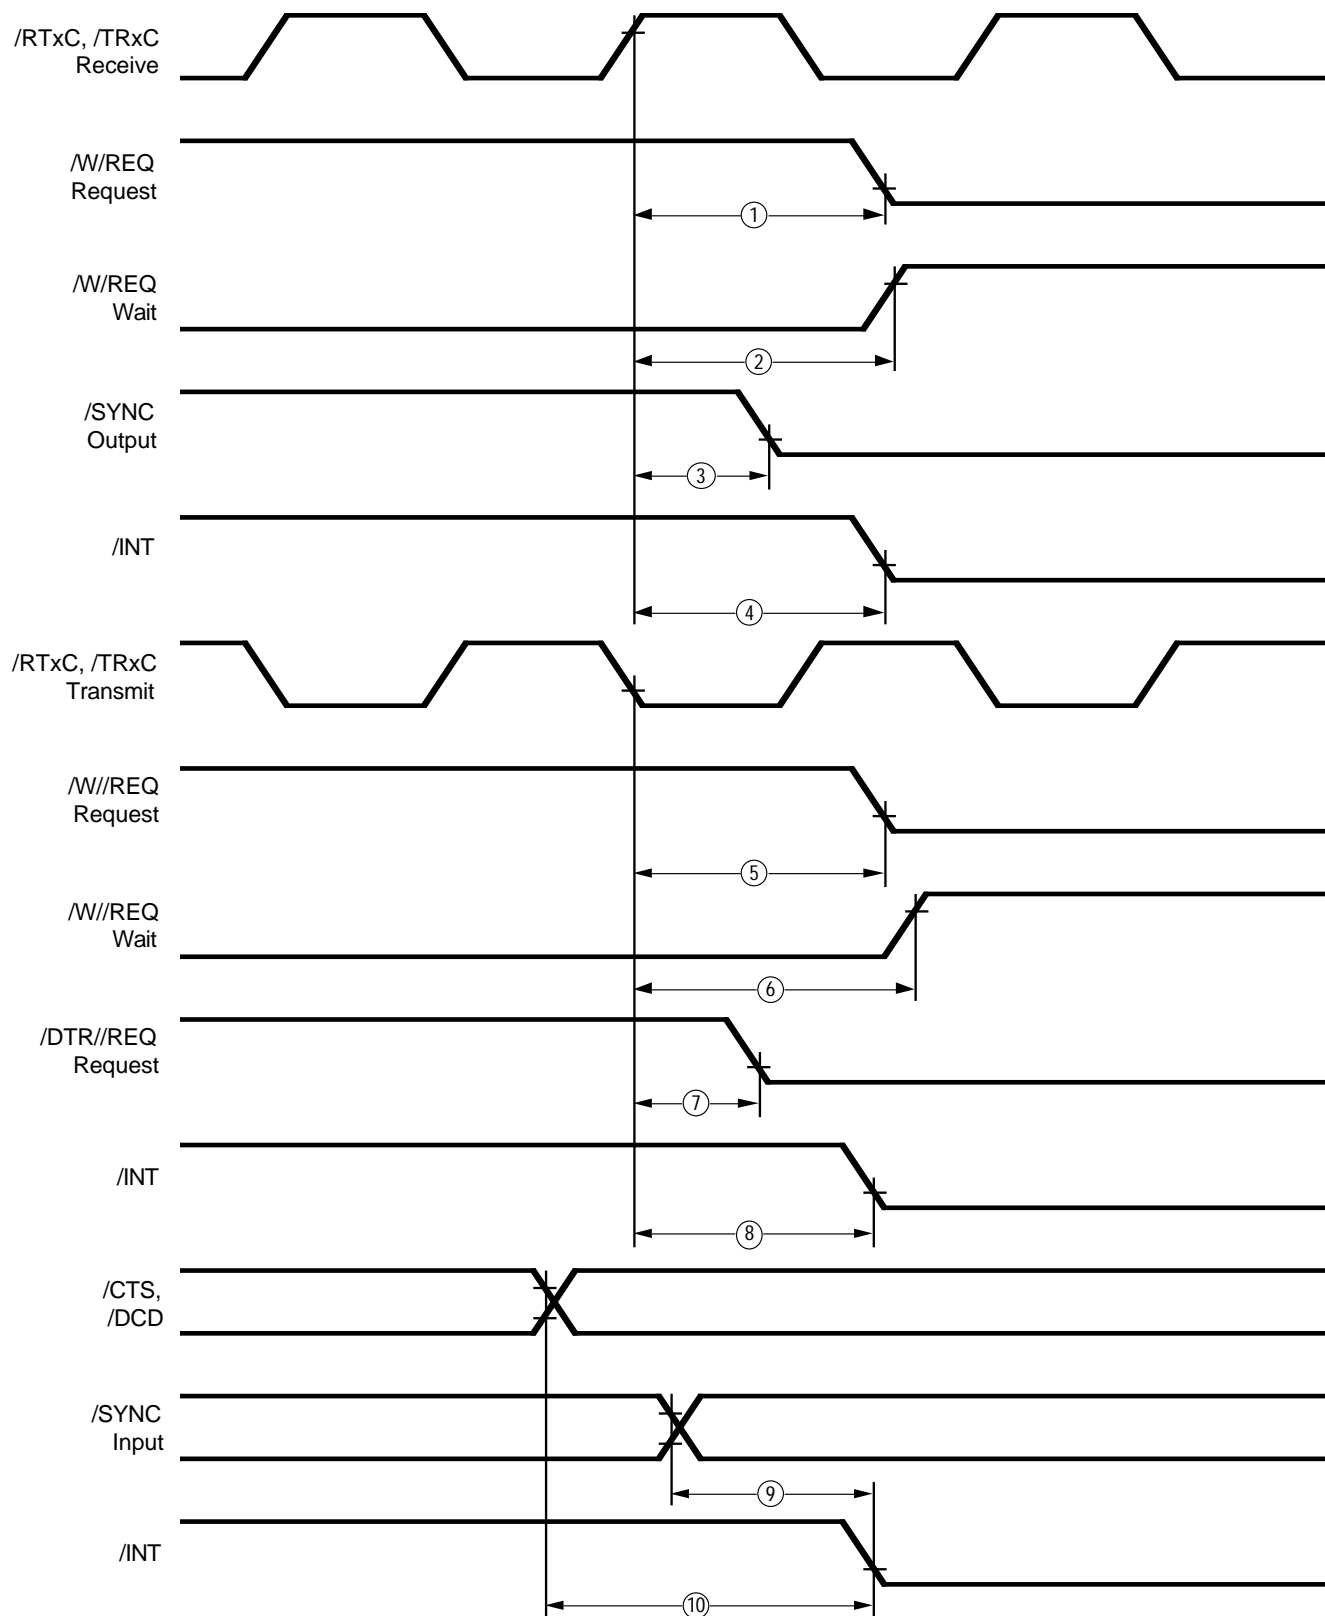 /RTxC, /TRxC
Receive
/W/REQ
Request
1
/W/REQ
Wait
2
/SYNC
Output
3
/INT
4
/RTxC, /TRxC
Transmit
/W//REQ
Request
5
/W//REQ
Wait
6
/DTR//REQ
Request
7
/INT
8
/CTS,
/DCD
/SYNC
Input
9
/INT
10